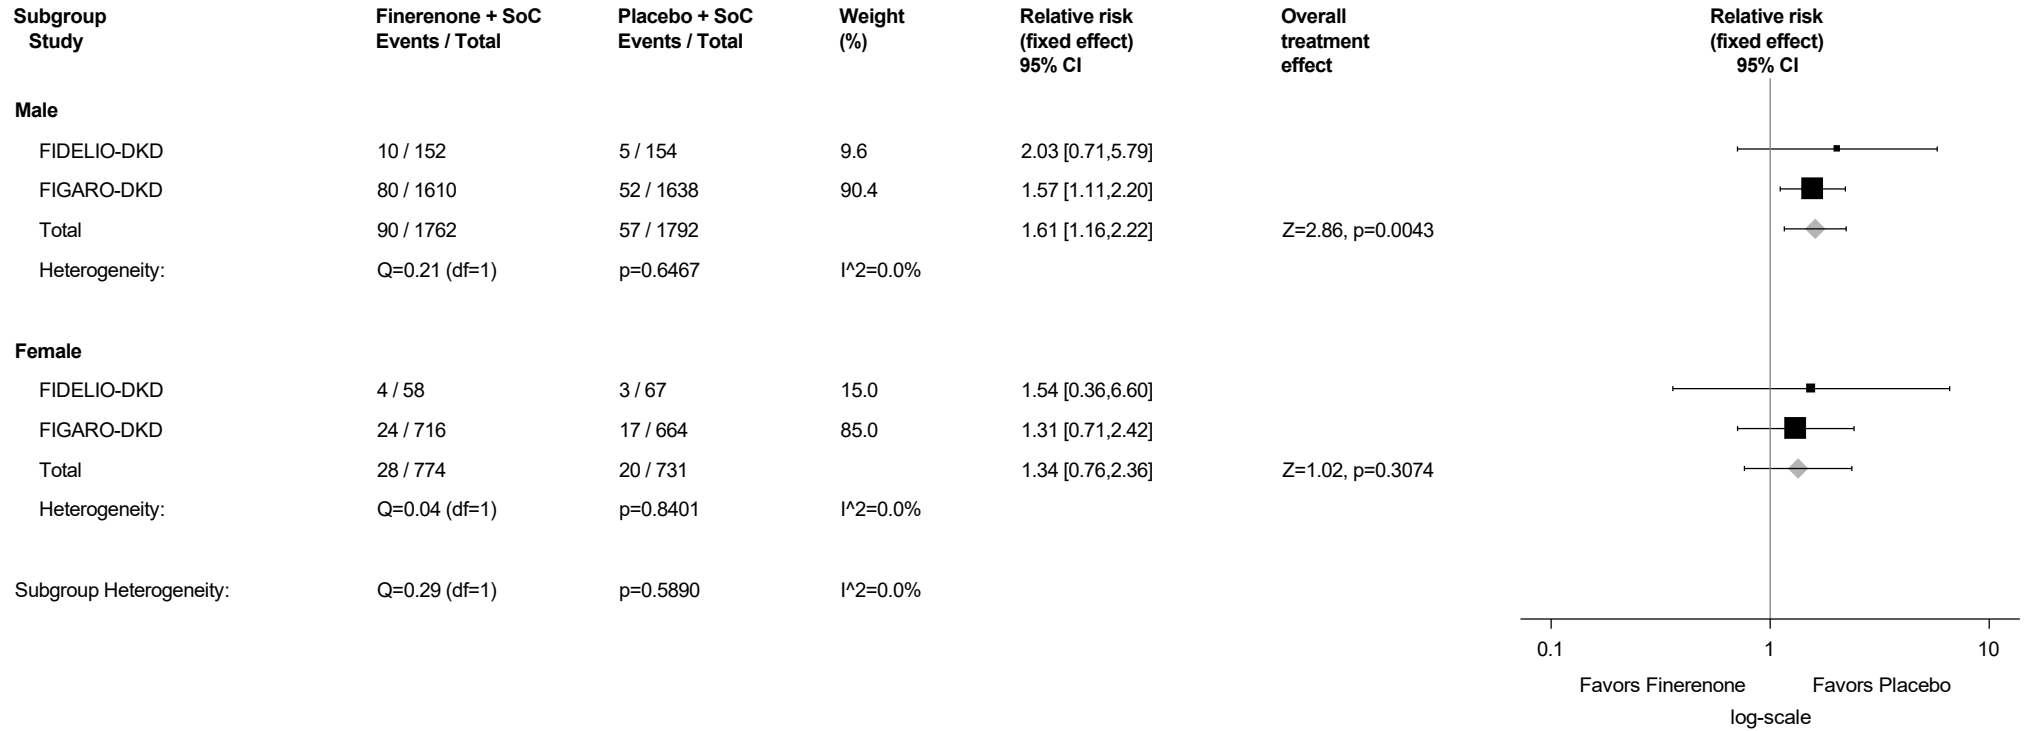 Subgroup Finerenone + SoC Placebo + SoC Weight Relative risk Overall Relative risk
Study Events / Total Events / Total (%) (fixed effect) treatment (fixed effect)
95% CI effect 95% CI
Male
FIDELIO-DKD 10 / 152 5 / 154 9.6 2.03 [0.71,5.79]
FIGARO-DKD 80 / 1610 52 / 1638 90.4 1.57 [1.11,2.20]
Total 90 / 1762 57 / 1792 1.61 [1.16,2.22] Z=2.86, p=0.0043
Heterogeneity: Q=0.21 (df=1) p=0.6467 I^2=0.0%
Female
FIDELIO-DKD 4 / 58 3 / 67 15.0 1.54 [0.36,6.60]
FIGARO-DKD 24 / 716 17 / 664 85.0 1.31 [0.71,2.42]
Total 28 / 774 20 / 731 1.34 [0.76,2.36] Z=1.02, p=0.3074
Heterogeneity: Q=0.04 (df=1) p=0.8401 I^2=0.0%
Subgroup Heterogeneity: Q=0.29 (df=1) p=0.5890 I^2=0.0%
0.1 1 10
Favors Finerenone Favors Placebo
log-scale